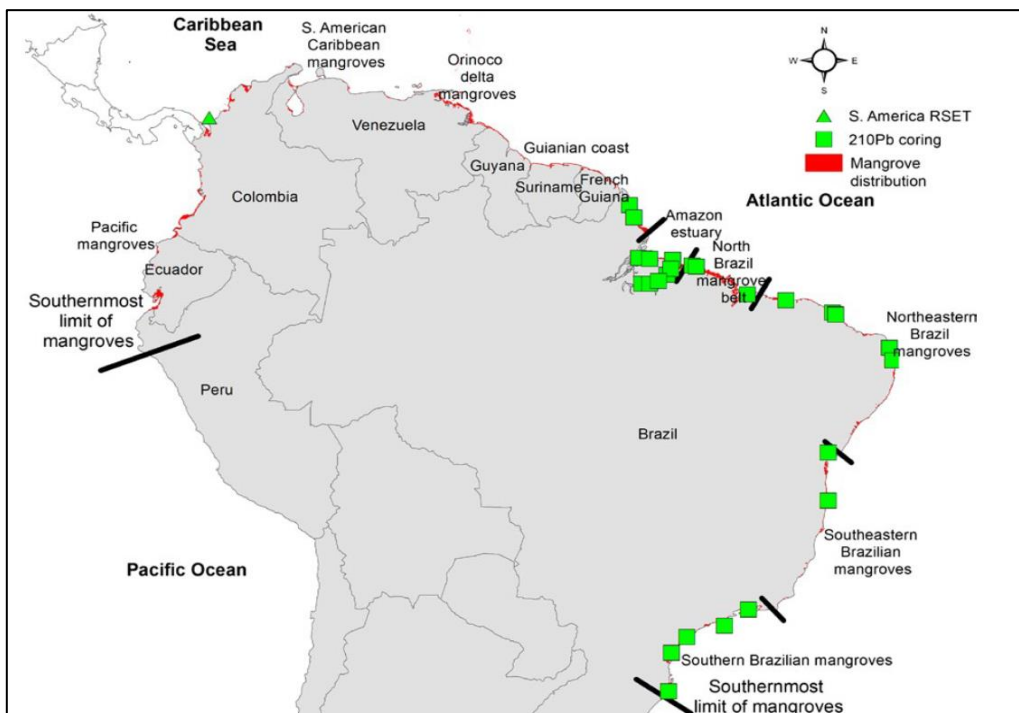 Caribbean
Sea
S. American
Caribbean
mangroves
Orinoco
delta
mangroves
N
W
E
S
S. America RSET
210Pb coring
Mangrove
distribution
Venezuela
Guyana
Suriname
French
Guiana
Guianian coast
Colombia
Atlantic Ocean
Amazon
estuary
North
Brazil
mangrove
belt
Pacific
mangroves
Ecuador
Southernmost
limit of
mangroves
Peru
Brazil
Northeastern
Brazil
mangroves
Southeastern
Brazilian
mangroves
Pacific Ocean
Southern Brazilian mangroves
Southernmost
limit of mangroves